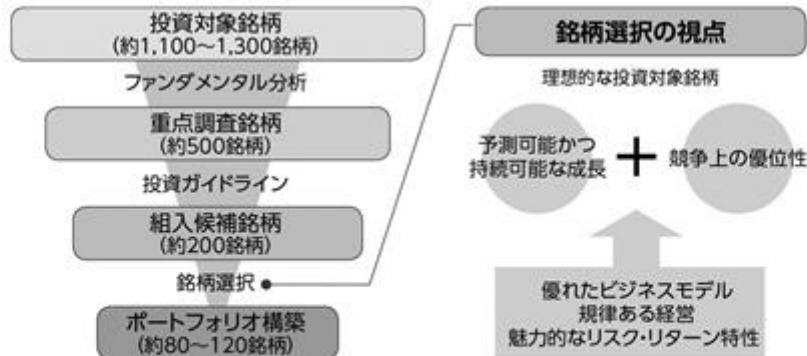 投資対象銘柄
(約1,100～1,300銘柄)
ファンダメンタル分析
重点調査銘柄
(約500銘柄)
投資ガイドライン
組入候補銘柄
(約200銘柄)
銘柄選択
ポートフォリオ構築
(約80～120銘柄)
銘柄選択の視点
理想的な投資対象銘柄
予測可能かつ
持続可能な成長
+
競争上の優位性
優れたビジネスモデル
規律ある経営
魅力的なリスク・リターン特性